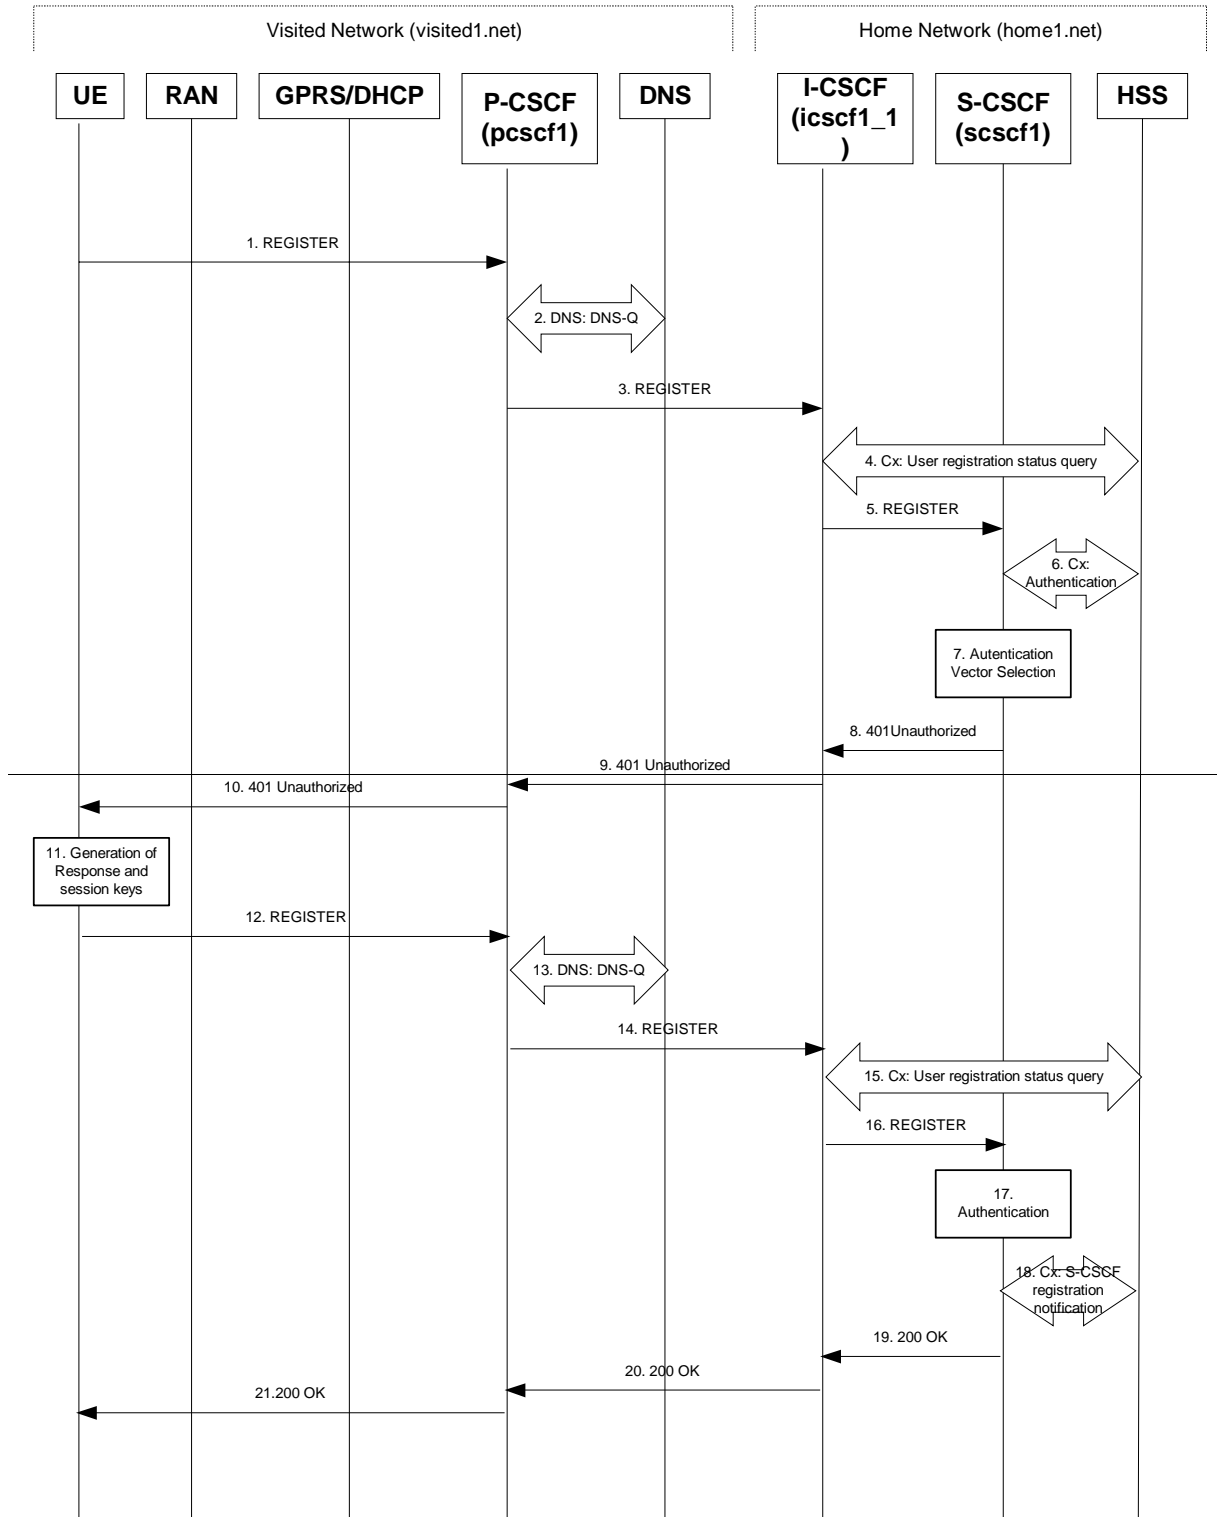 Visited Network (visited1.net)
Home Network (home1.net)
UE
RAN
GPRS/DHCP
P-CSCF
(pcscf1)
DNS
I-CSCF
(icscf1_1
)
S-CSCF
(scscf1)
HSS
1. REGISTER
2. DNS: DNS-Q
3. REGISTER
4. Cx: User registration status query
5. REGISTER
6. Cx:
Authentication
7. Autentication
Vector Selection
8. 401Unauthorized
9. 401 Unauthorized
10. 401 Unauthorized
11. Generation of
Response and
session keys
12. REGISTER
13. DNS: DNS-Q
14. REGISTER
15. Cx: User registration status query
16. REGISTER
17.
Authentication
18. Cx: S-CSCF
registration
notification
19. 200 OK
20. 200 OK
21.200 OK